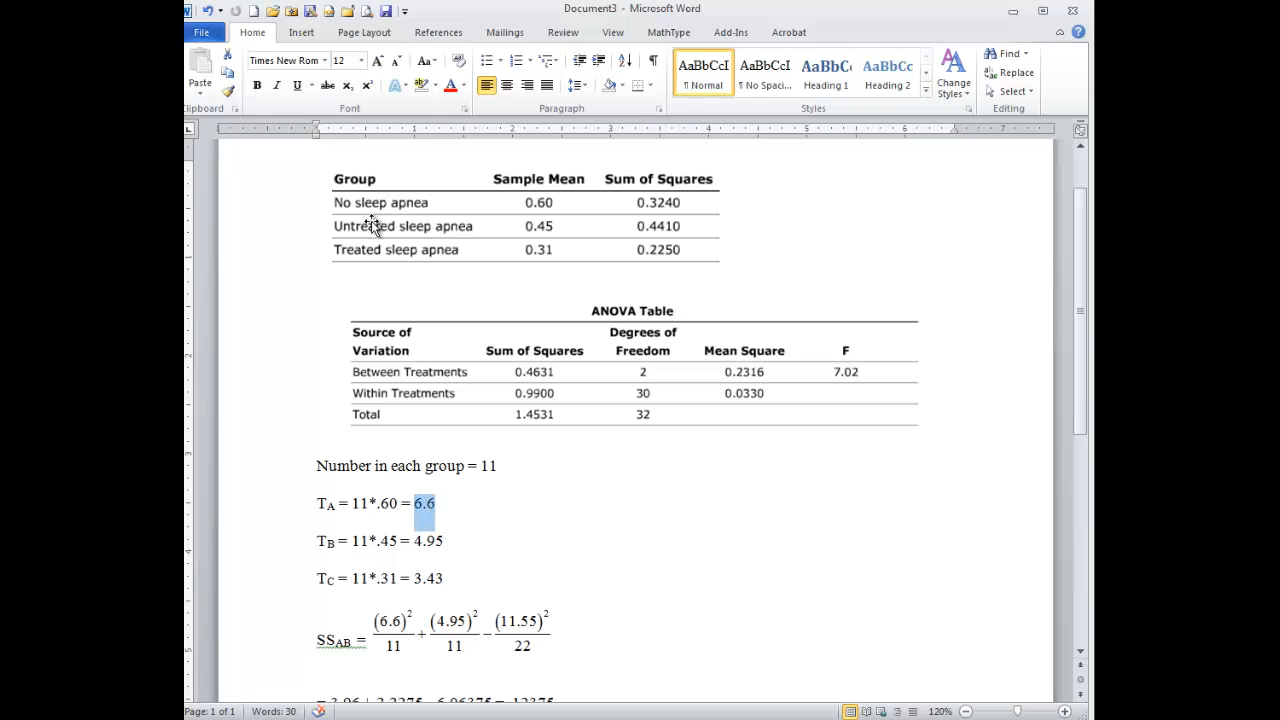 Document3 - Microsoft Word
File Home Insert Page Layout References Mailings Review View MathType Add-Ins Acrobat
Times New Rom 12
Paste
AaBbCcI AaBbCcI AaBbC AaBbCc
¶ Normal ¶ No Spaci... Heading 1 Heading 2
Change Styles
Find
Replace
Select
Clipboard Font Paragraph Styles Editing
1 2 3 4 5 6 7
Group Sample Mean Sum of Squares
No sleep apnea 0.60 0.3240
Untreated sleep apnea 0.45 0.4410
Treated sleep apnea 0.31 0.2250
ANOVA Table
Source of Variation Sum of Squares Degrees of Freedom Mean Square F
Between Treatments 0.4631 2 0.2316 7.02
Within Treatments 0.9900 30 0.0330
Total 1.4531 32
Number in each group = 11
TA = 11*.60 = 6.6
TB = 11*.45 = 4.95
TC = 11*.31 = 3.43
SSAB = (6.6)²/11 + (4.95)²/11 − (11.55)²/22
Page: 1 of 1 Words: 30 120%